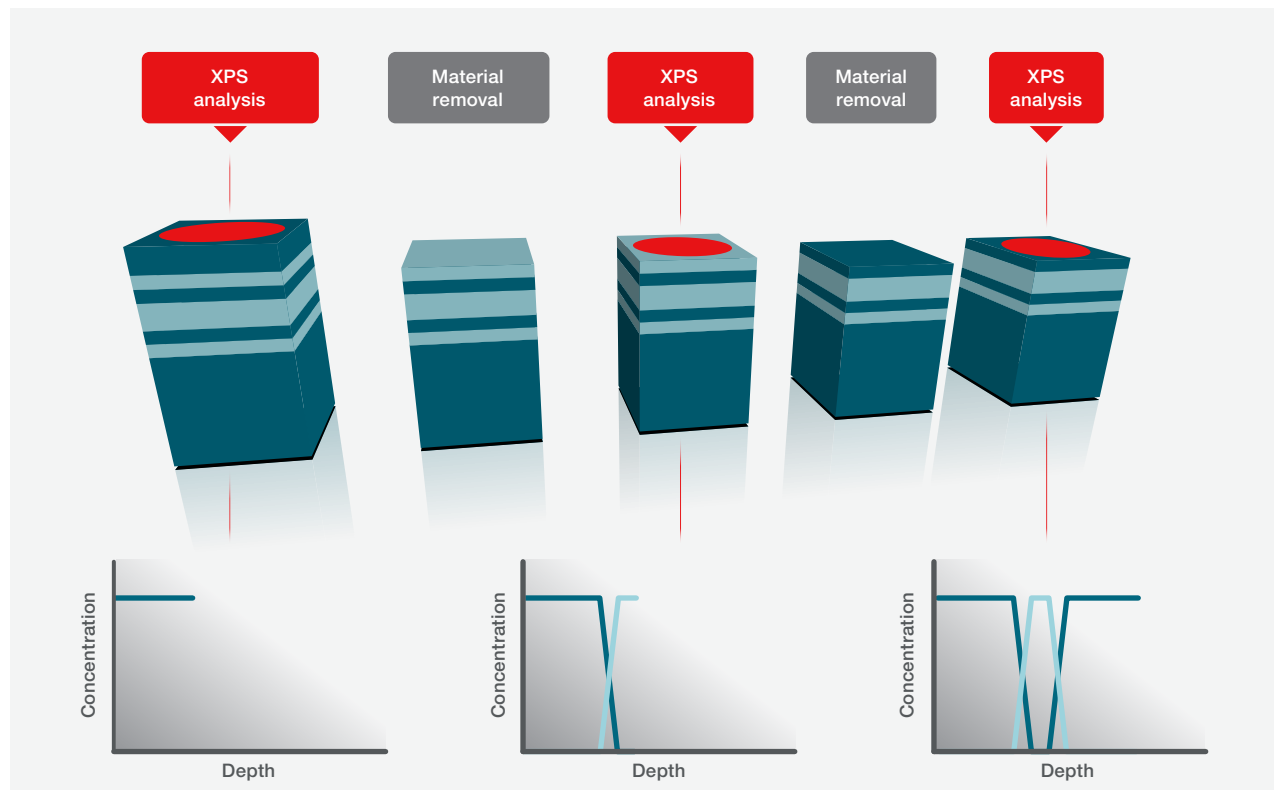 XPS
analysis
Material
removal
XPS
analysis
Material
removal
XPS
analysis
Concentration
Depth
Concentration
Depth
Concentration
Depth